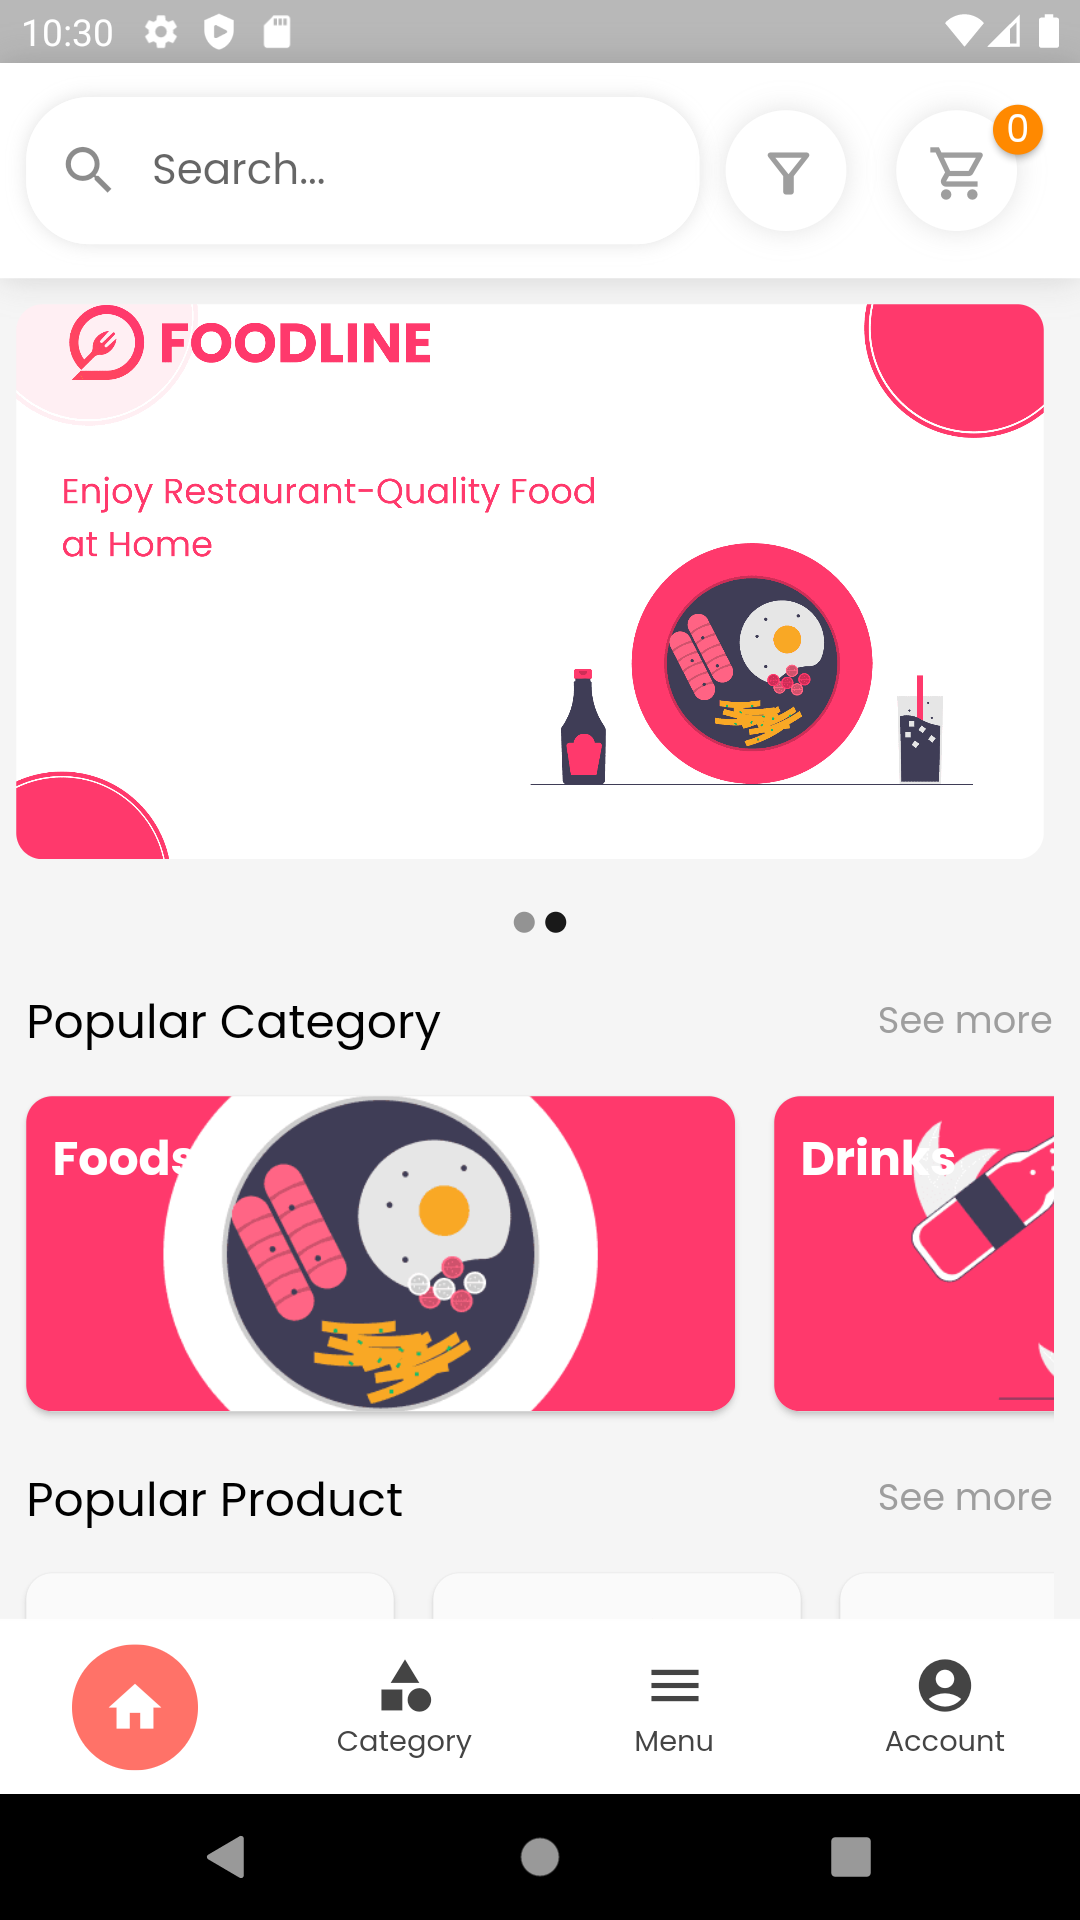 10:30
Search...
0
FOODLINE
Enjoy Restaurant-Quality Food
at Home
Popular Category
See more
Foods
Drinks
Popular Product
See more
Category
Menu
Account